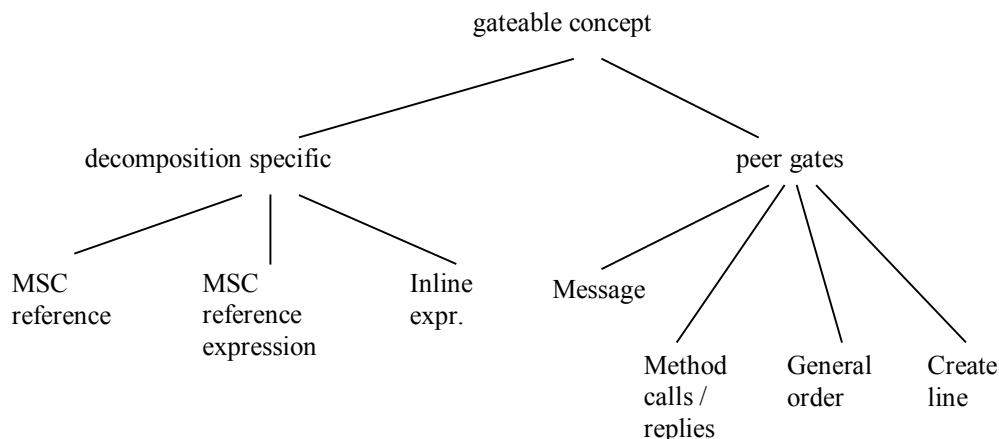 gateable concept
decomposition specific
peer gates
MSC
reference
MSC
reference
expression
Inline
expr.
Message
Method
calls /
replies
General
order
Create
line